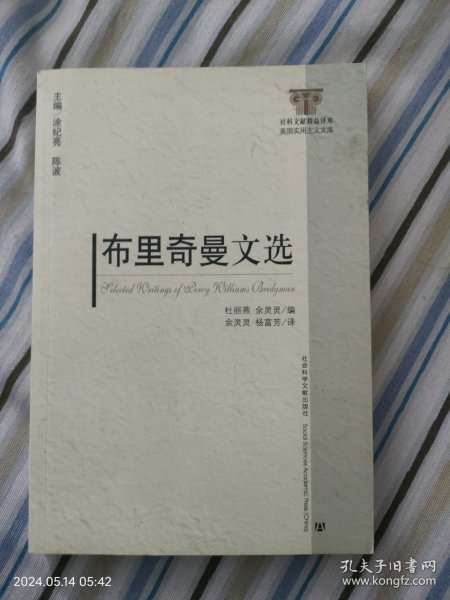 主编/涂纪亮 陈波
社科文献精品译库
美国实用主义文库
布里奇曼文选
Selected Writings of Percy Williams Bridgman
杜丽燕 余灵灵/编
余灵灵 杨富芳/译
社会科学文献出版社
Social Sciences Academic Press (China)
2024.05.14 05:42
孔夫子旧书网
www.kongfz.com